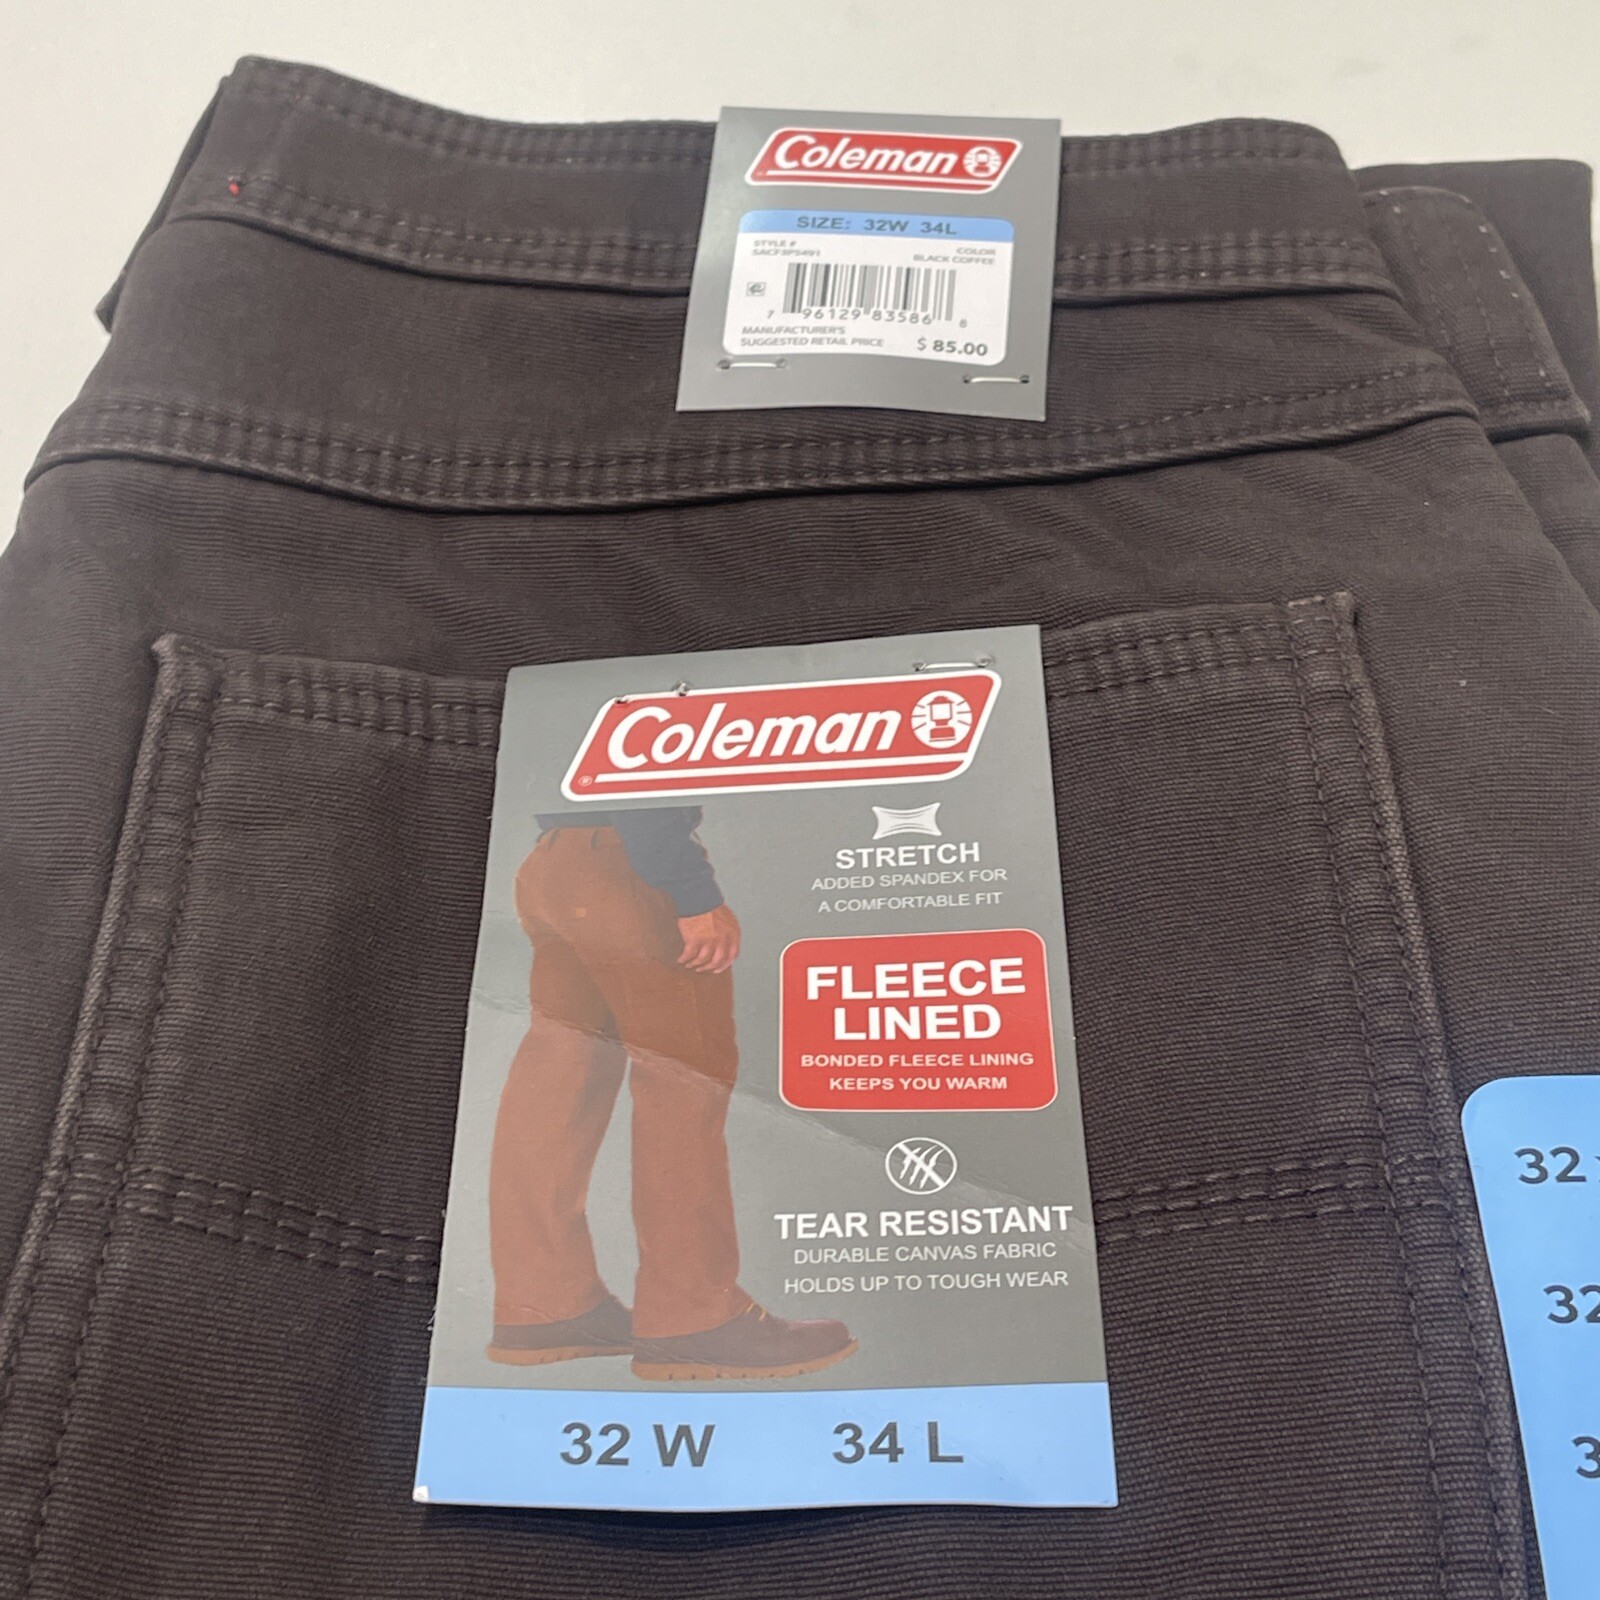 Coleman
SIZE: 32W 34L
STYLE #
COLOR
BLACK COFFEE
7 96129 83586 8
MANUFACTURER'S
SUGGESTED RETAIL PRICE $ 85.00
Coleman
®
STRETCH
ADDED SPANDEX FOR
A COMFORTABLE FIT
FLEECE
LINED
BONDED FLEECE LINING
KEEPS YOU WARM
TEAR RESISTANT
DURABLE CANVAS FABRIC
HOLDS UP TO TOUGH WEAR
32 W 34 L
32
32
3